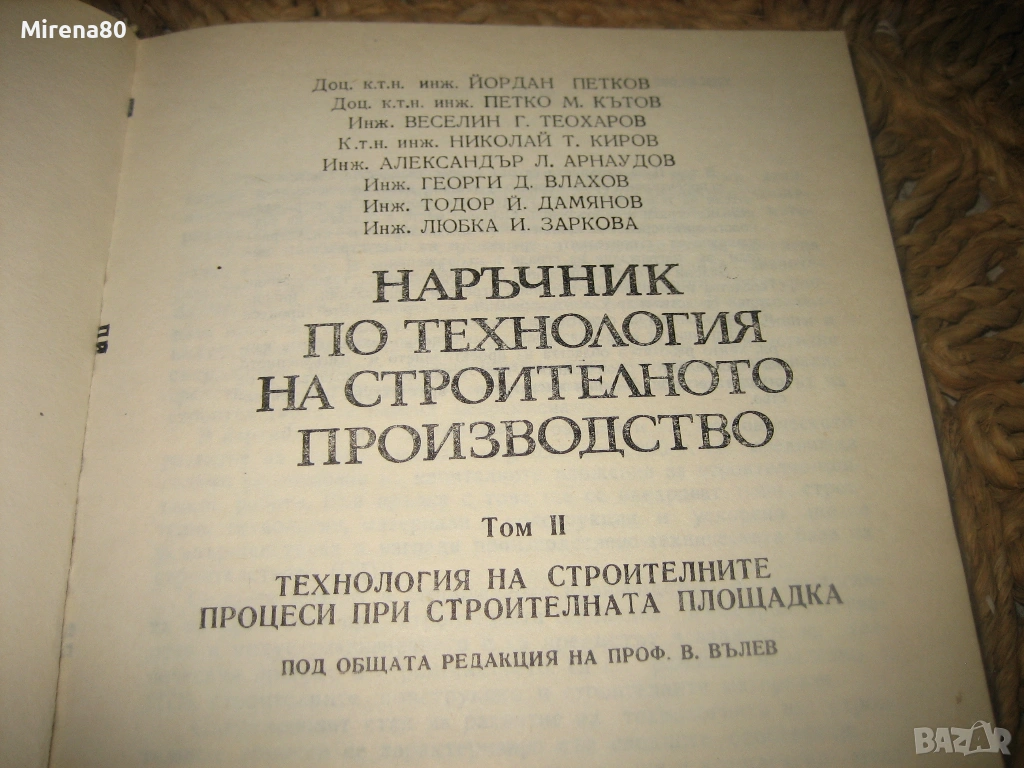 Mirena80
Доц. к.т.н. инж. ЙОРДАН ПЕТКОВ
Доц. к.т.н. инж. ПЕТКО М. КЪТОВ
Инж. ВЕСЕЛИН Г. ТЕОХАРОВ
К.т.н. инж. НИКОЛАЙ Т. КИРОВ
Инж. АЛЕКСАНДЪР Л. АРНАУДОВ
Инж. ГЕОРГИ Д. ВЛАХОВ
Инж. ТОДОР Й. ДАМЯНОВ
Инж. ЛЮБКА И. ЗАРКОВА
НАРЪЧНИК
ПО ТЕХНОЛОГИЯ
НА СТРОИТЕЛНОТО
ПРОИЗВОДСТВО
Том II
ТЕХНОЛОГИЯ НА СТРОИТЕЛНИТЕ
ПРОЦЕСИ ПРИ СТРОИТЕЛНАТА ПЛОЩАДКА
ПОД ОБЩАТА РЕДАКЦИЯ НА ПРОФ. В. ВЪЛЕВ
BAZAR